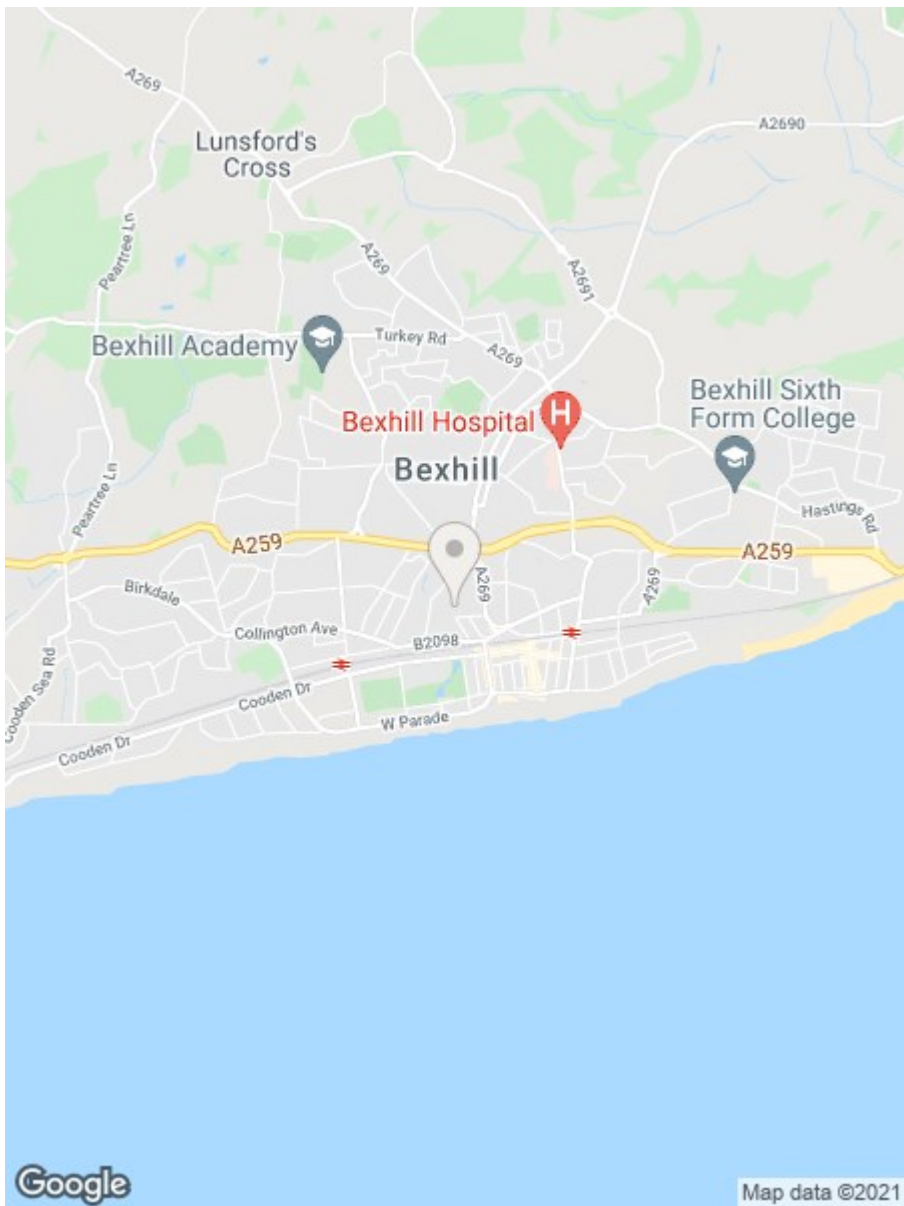 A269
A2690
Lunsford's
Cross
Peartree Ln
A269
A2691
Turkey Rd
Bexhill Academy
A269
Bexhill Sixth
Form College
Bexhill Hospital
H
Bexhill
Peartree Ln
Hastings Rd
A259
A259
Birkdale
A269
A269
Collington Ave
B2098
Cooden Sea Rd
Cooden Dr
W Parade
Cooden Dr
Google
Map data ©2021